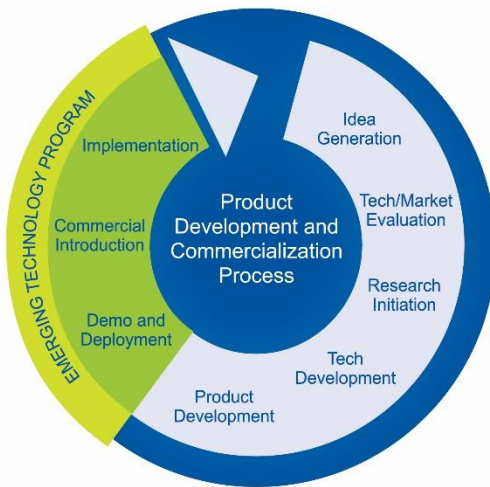 Product
Development and
Commercialization
Process
Idea
Generation
Tech/Market
Evaluation
Research
Initiation
Tech
Development
Product
Development
Demo and
Deployment
Commercial
Introduction
Implementation
EMERGING TECHNOLOGY PROGRAM